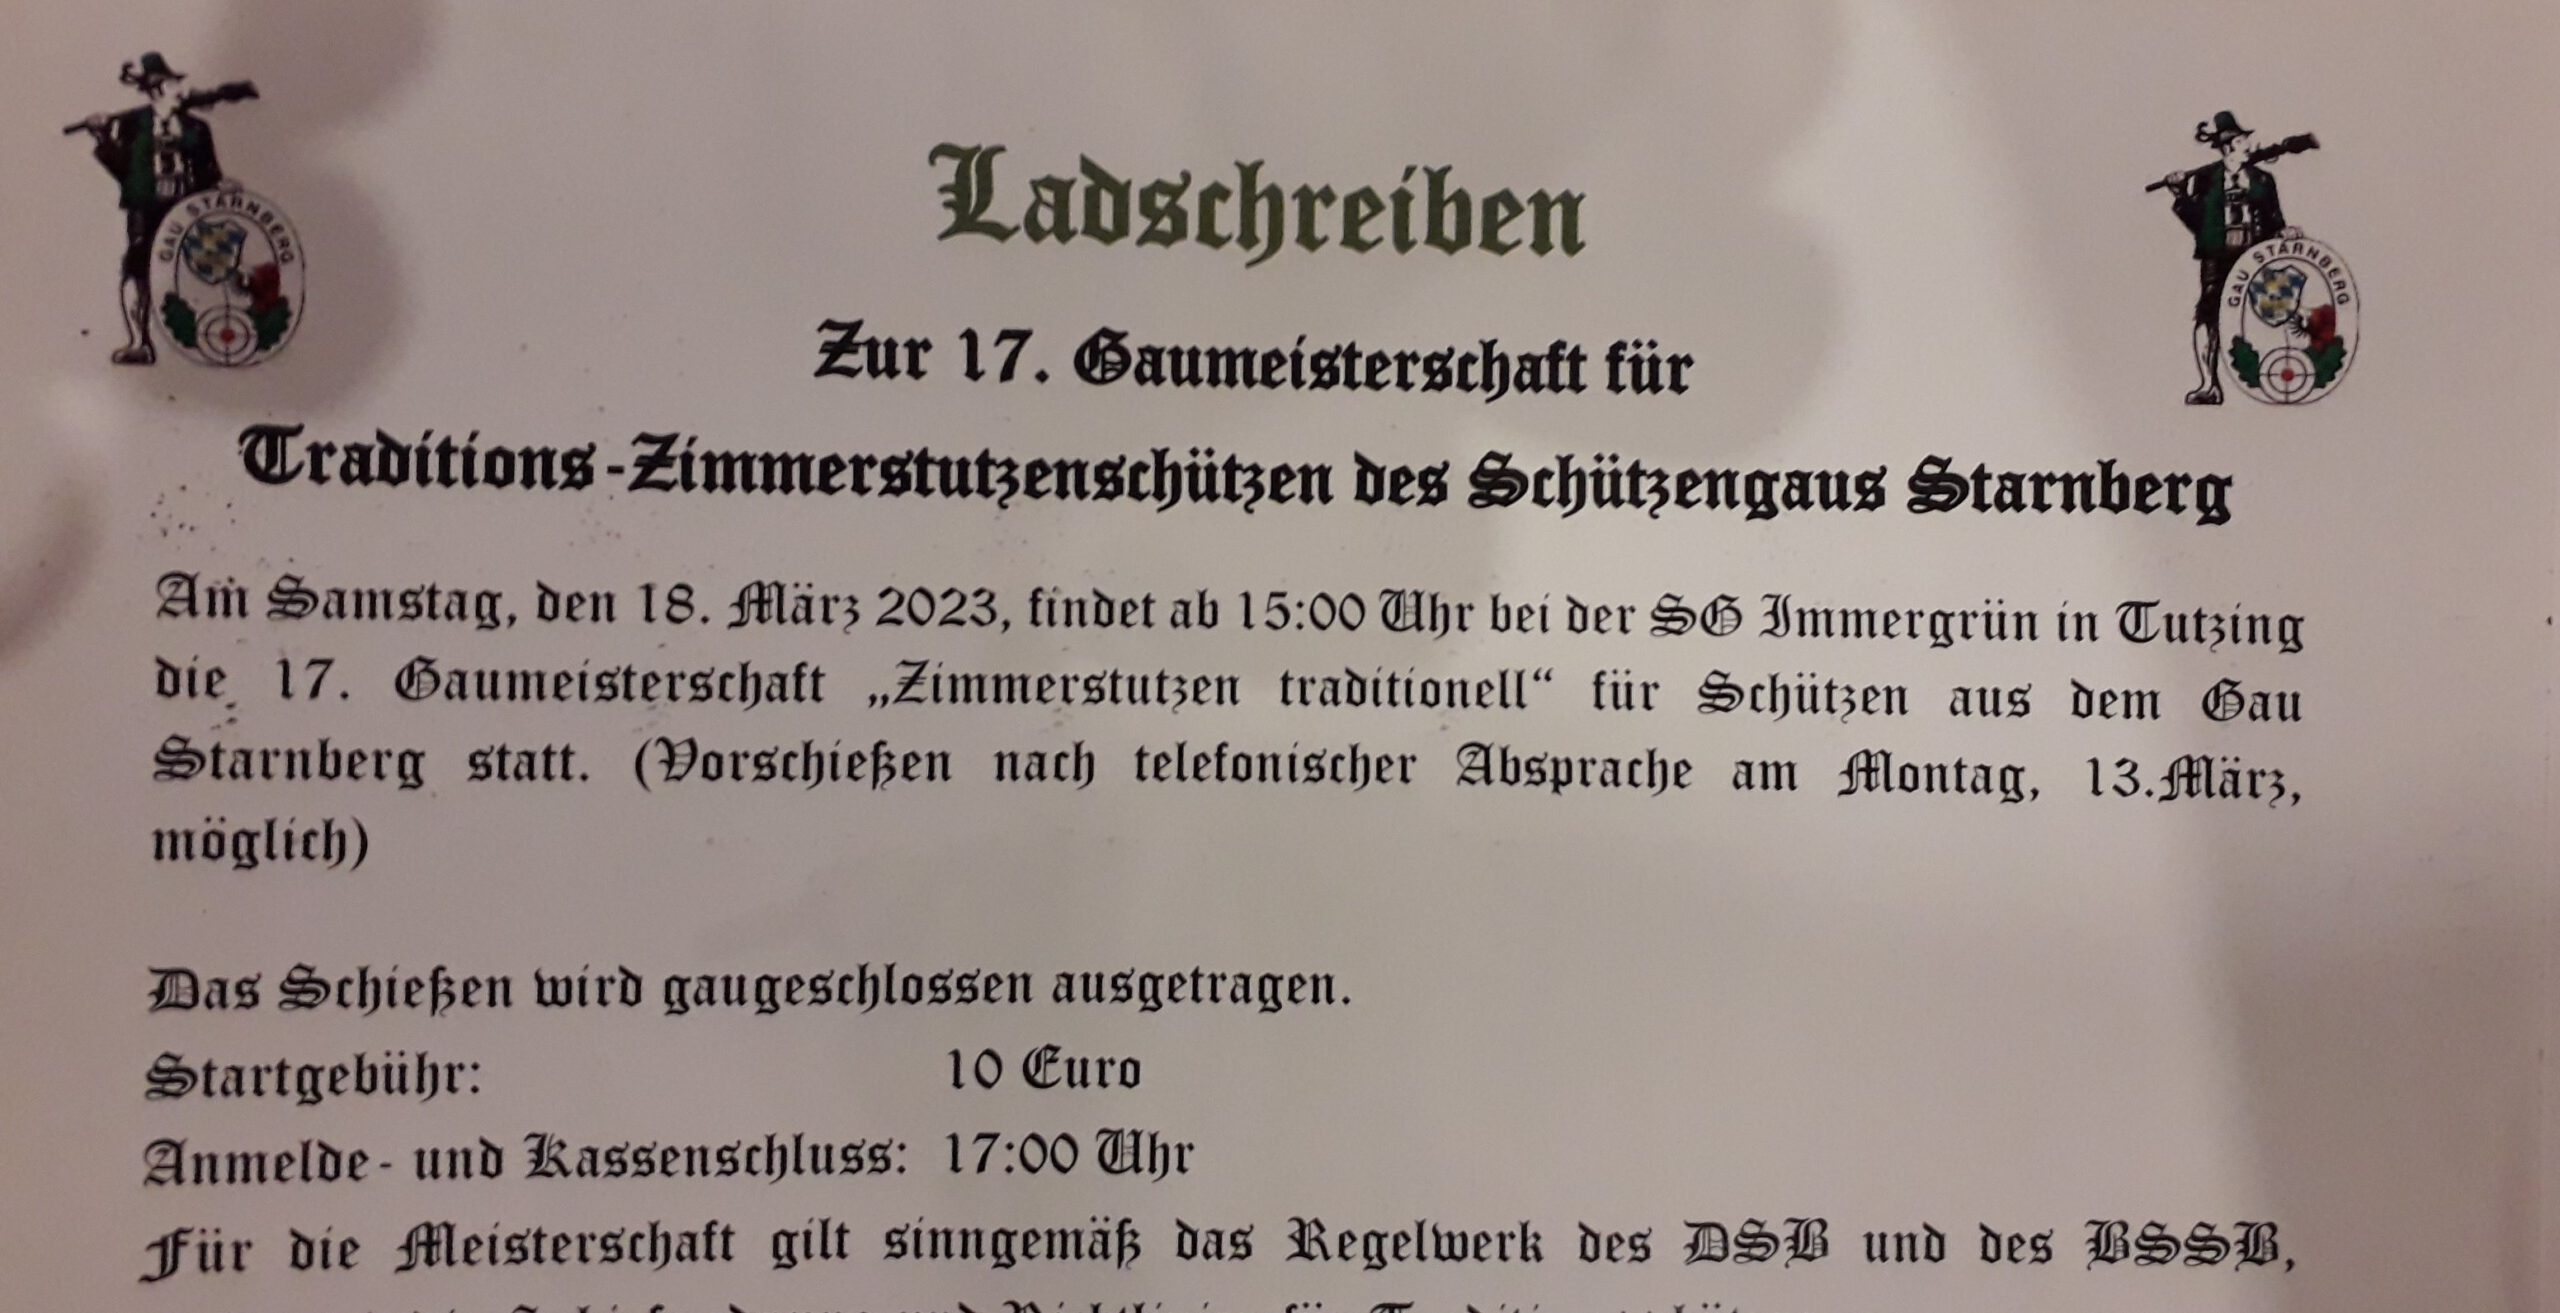 GAU STARNBERG
GAU STARNBERG
Ladschreiben
Zur 17. Gaumeisterschaft für
Traditions-Zimmerstutzenschützen des Schützengaus Starnberg
Am Samstag, den 18. März 2023, findet ab 15:00 Uhr bei der SG Immergrün in Tutzing
die 17. Gaumeisterschaft „Zimmerstutzen traditionell“ für Schützen aus dem Gau
Starnberg statt. (Vorschießen nach telefonischer Absprache am Montag, 13.März,
möglich)
Das Schießen wird gaugeschlossen ausgetragen.
Startgebühr: 10 Euro
Anmelde- und Kassenschluss: 17:00 Uhr
Für die Meisterschaft gilt sinngemäß das Regelwerk des DSB und des BSSB,